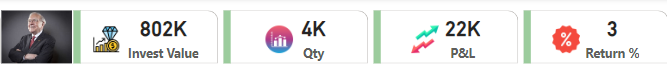 802K
Invest Value
4K
Qty
22K
P&L
3
Return %